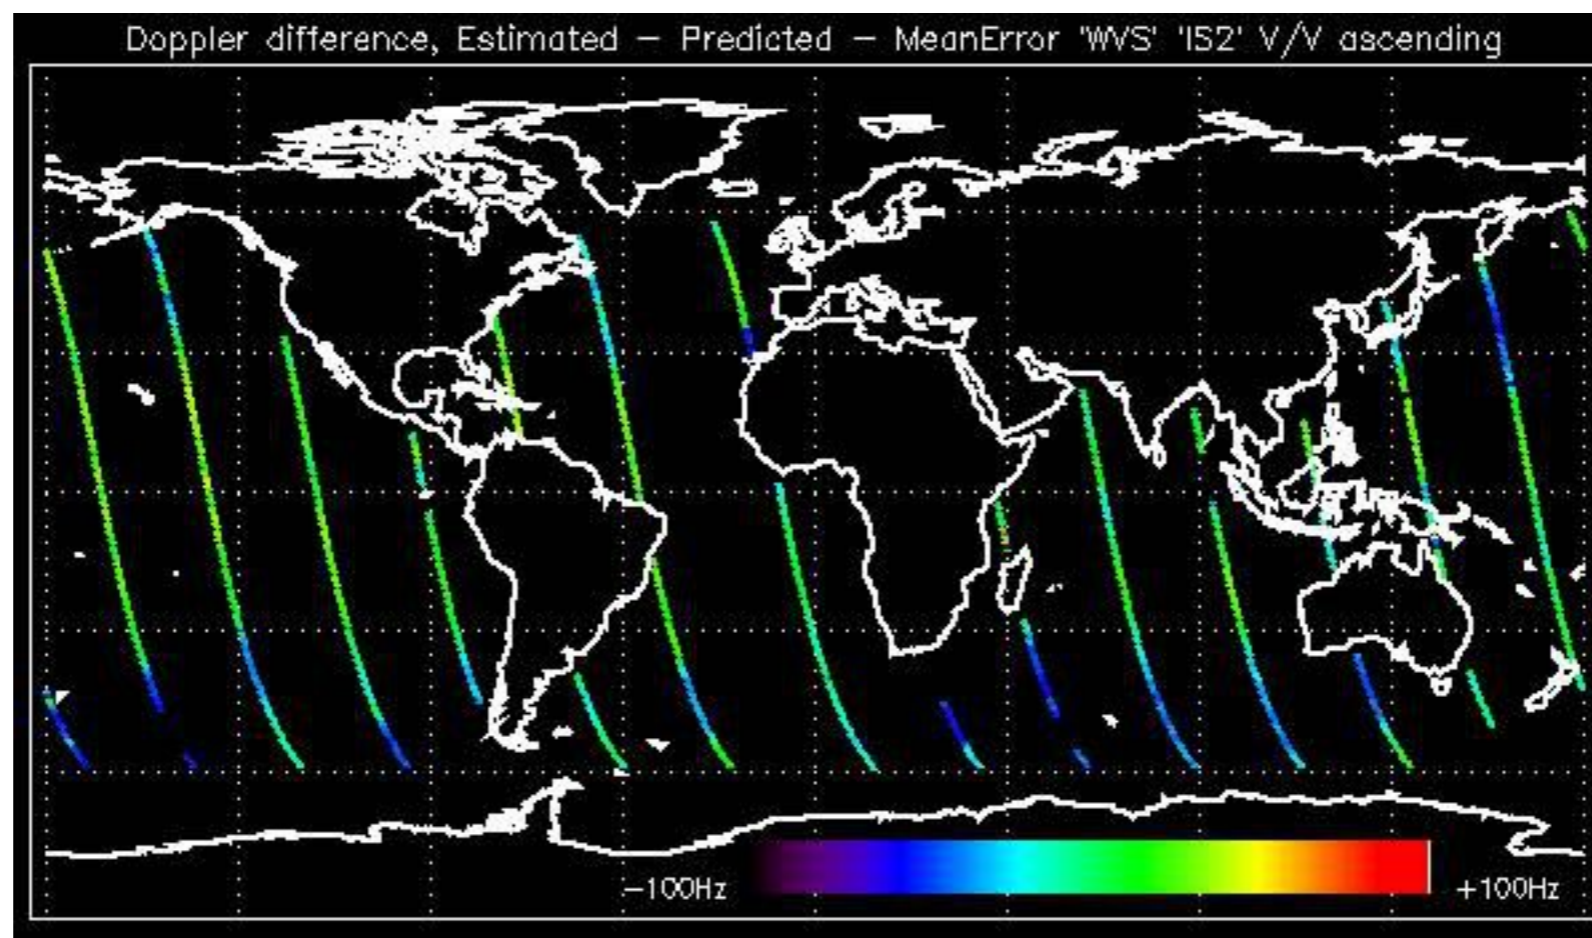 Doppler difference, Estimated – Predicted – MeanError 'WVS' 'IS2' V/V ascending
−100Hz +100Hz